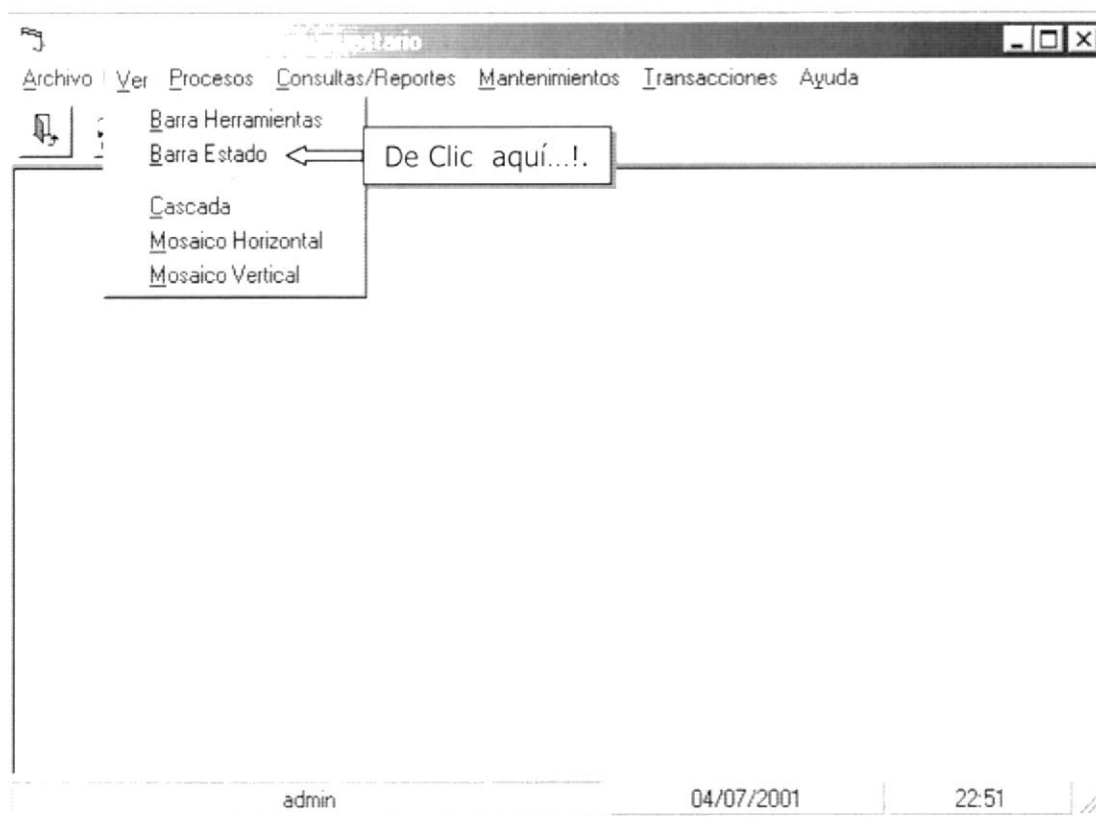 Archivo Ver Procesos Consultas/Reportes Mantenimientos Transacciones Ayuda
Barra Herramientas
Barra Estado
De Clic aquí...!.
Cascada
Mosaico Horizontal
Mosaico Vertical
admin 04/07/2001 22:51